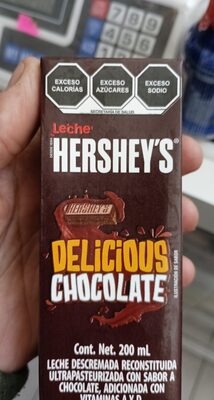 EXCESO CALORÍAS
EXCESO AZÚCARES
EXCESO SODIO
SECRETARÍA DE SALUD
Leche
HERSHEY'S®
HERSHEY'S
DELICIOUS
CHOCOLATE
ILUSTRACIÓN DE SABOR
Cont. Net. 200 mL
LECHE DESCREMADA RECONSTITUIDA
ULTRAPASTEURIZADA CON SABOR A
CHOCOLATE, ADICIONADA CON
VITAMINAS A Y D